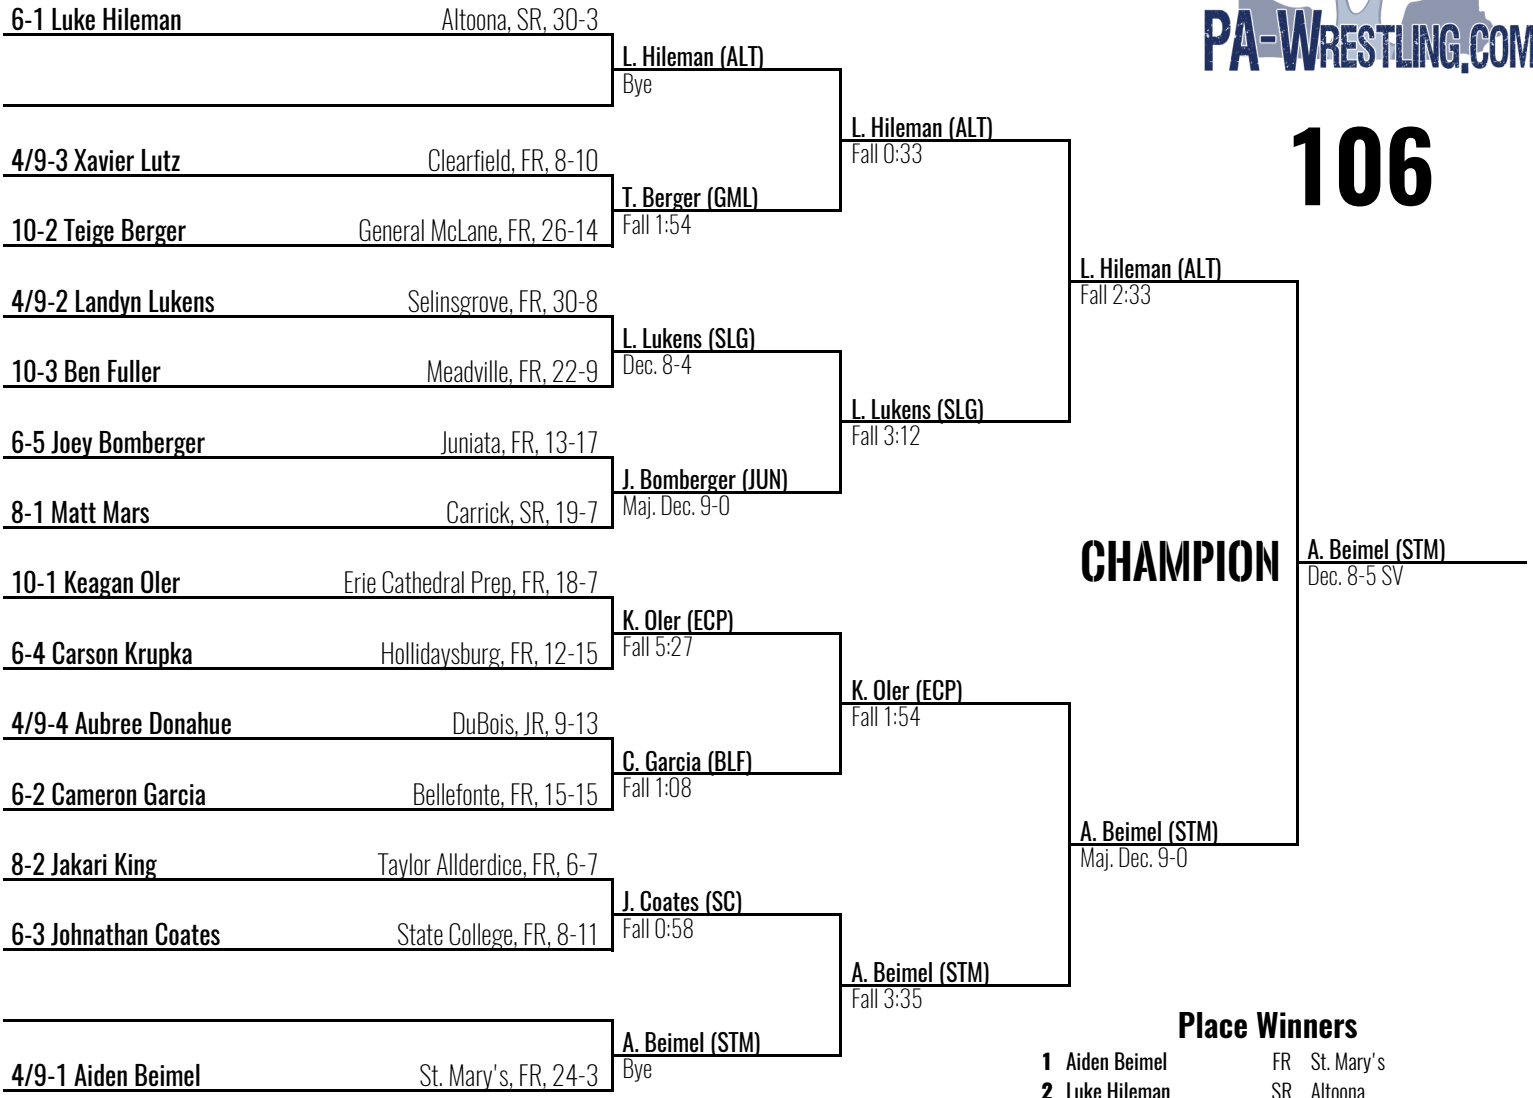 6-1 Luke Hileman Altoona, SR, 30-3
PA-WRESTLING.COM
L. Hileman (ALT)
Bye
106
L. Hileman (ALT)
Fall 0:33
4/9-3 Xavier Lutz Clearfield, FR, 8-10
T. Berger (GML)
Fall 1:54
10-2 Teige Berger General McLane, FR, 26-14
L. Hileman (ALT)
Fall 2:33
4/9-2 Landyn Lukens Selinsgrove, FR, 30-8
L. Lukens (SLG)
Dec. 8-4
10-3 Ben Fuller Meadville, FR, 22-9
L. Lukens (SLG)
Fall 3:12
6-5 Joey Bomberger Juniata, FR, 13-17
J. Bomberger (JUN)
Maj. Dec. 9-0
8-1 Matt Mars Carrick, SR, 19-7
CHAMPION
A. Beimel (STM)
Dec. 8-5 SV
10-1 Keagan Oler Erie Cathedral Prep, FR, 18-7
K. Oler (ECP)
Fall 5:27
6-4 Carson Krupka Hollidaysburg, FR, 12-15
K. Oler (ECP)
Fall 1:54
4/9-4 Aubree Donahue DuBois, JR, 9-13
C. Garcia (BLF)
Fall 1:08
6-2 Cameron Garcia Bellefonte, FR, 15-15
A. Beimel (STM)
Maj. Dec. 9-0
8-2 Jakari King Taylor Allderdice, FR, 6-7
J. Coates (SC)
Fall 0:58
6-3 Johnathan Coates State College, FR, 8-11
A. Beimel (STM)
Fall 3:35
A. Beimel (STM)
Bye
4/9-1 Aiden Beimel St. Mary's, FR, 24-3
Place Winners
1 Aiden Beimel FR St. Mary's
2 Luke Hileman SR Altoona